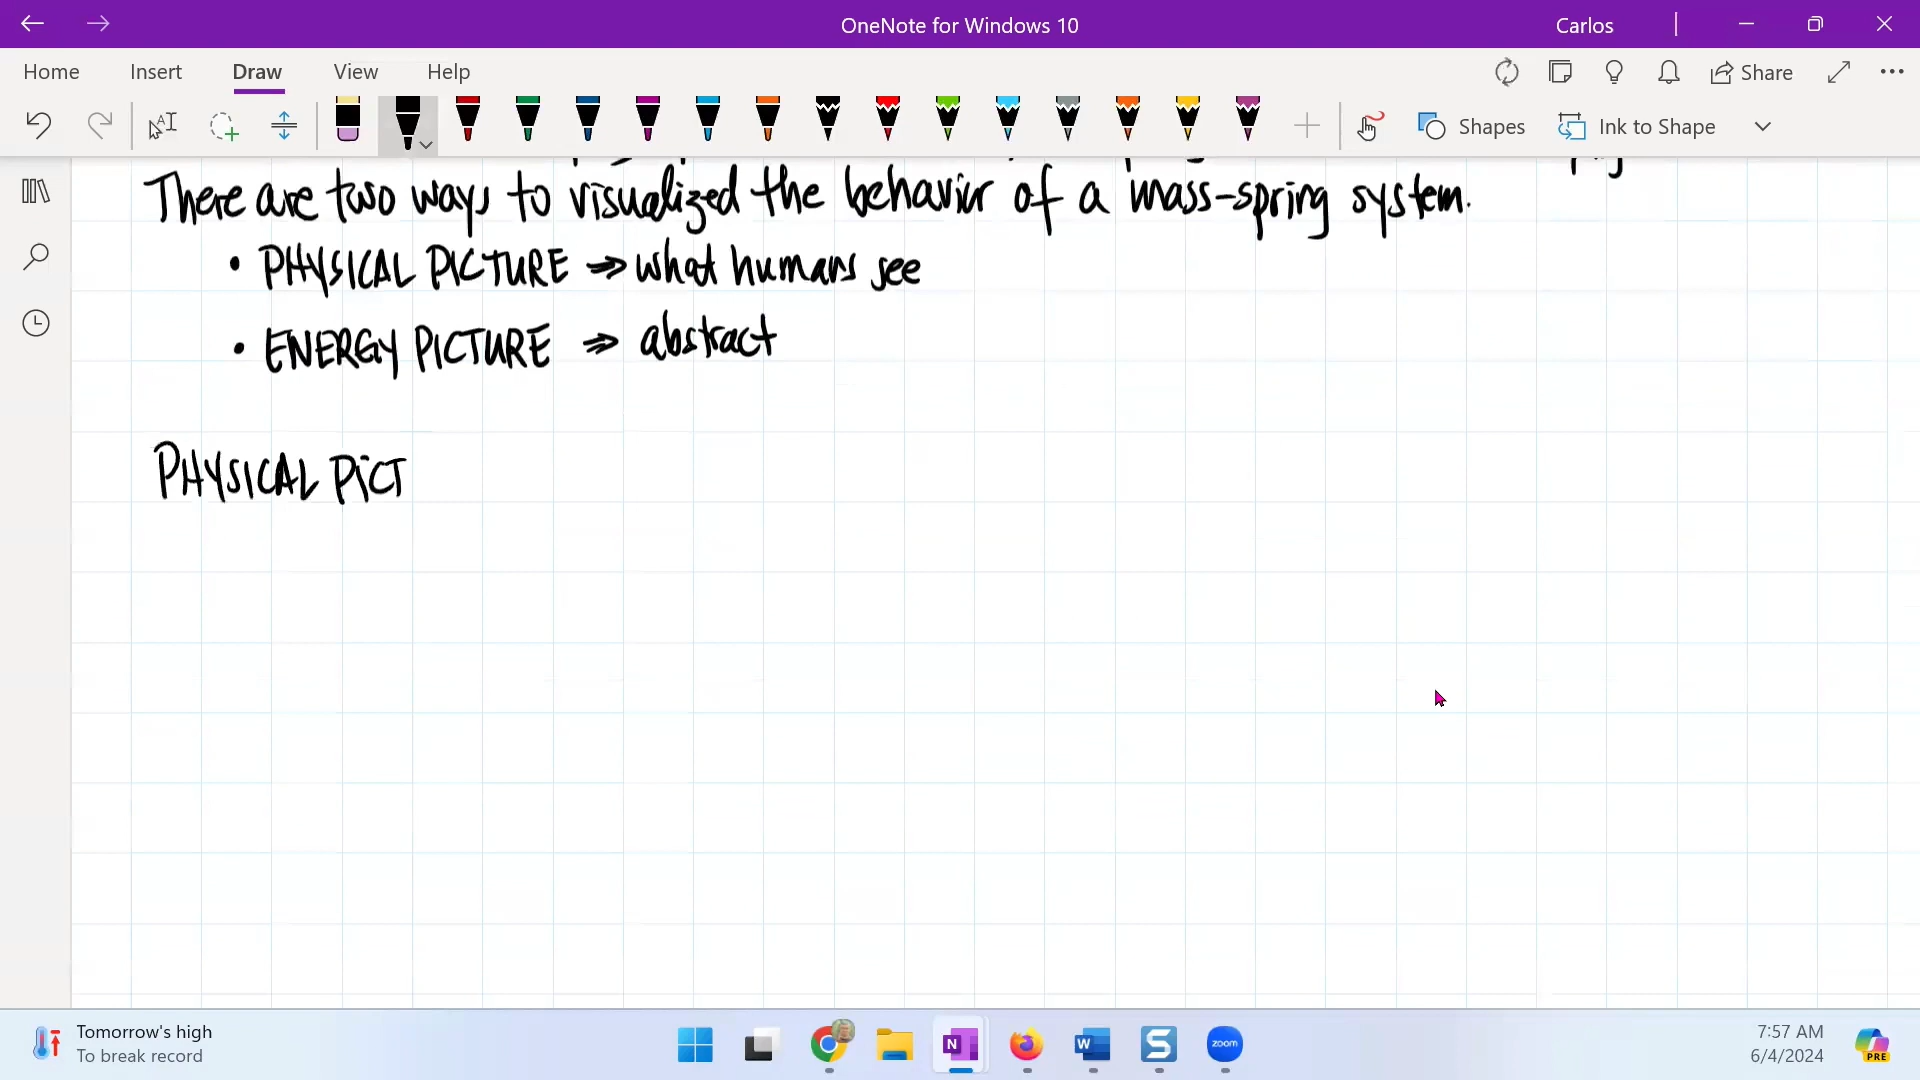 OneNote for Windows 10
Carlos
Home Insert Draw View Help
Share
Shapes
Ink to Shape
There are two ways to visualized the behavior of a mass-spring system.
• PHYSICAL PICTURE ⇒ what humans see
• ENERGY PICTURE ⇒ abstract
PHYSICAL PICT
Tomorrow's high
To break record
zoom
7:57 AM
6/4/2024
PRE